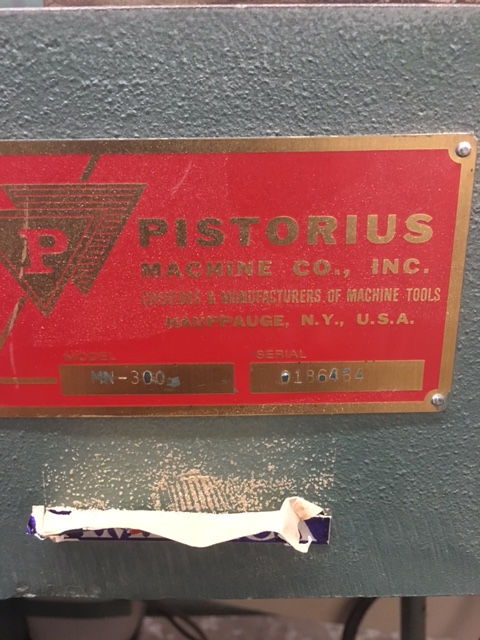 P
PISTORIUS
MACHINE CO., INC.
DESIGNERS & MANUFACTURERS OF MACHINE TOOLS
HAUPPAUGE, N.Y., U.S.A.
MODEL SERIAL
MN-300